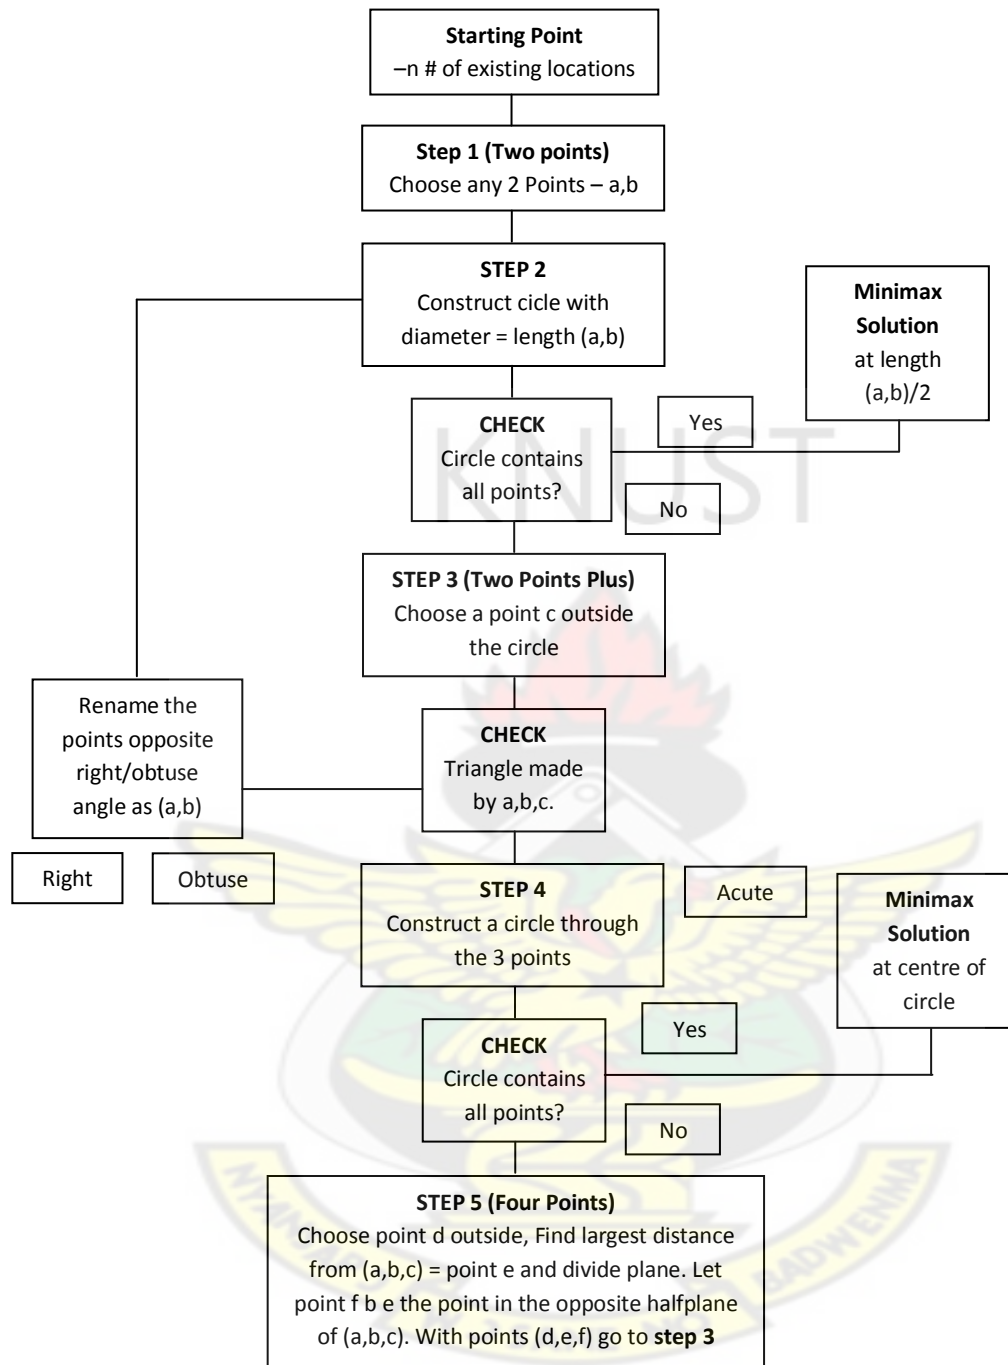 Starting Point
–n # of existing locations
Step 1 (Two points)
Choose any 2 Points – a,b
STEP 2
Construct cicle with
diameter = length (a,b)
Minimax
Solution
at length
(a,b)/2
CHECK
Circle contains
all points?
Yes
No
KNUST
STEP 3 (Two Points Plus)
Choose a point c outside
the circle
Rename the
points opposite
right/obtuse
angle as (a,b)
CHECK
Triangle made
by a,b,c.
Right
Obtuse
STEP 4
Construct a circle through
the 3 points
Acute
Minimax
Solution
at centre of
circle
CHECK
Circle contains
all points?
Yes
No
STEP 5 (Four Points)
Choose point d outside, Find largest distance
from (a,b,c) = point e and divide plane. Let
point f b e the point in the opposite halfplane
of (a,b,c). With points (d,e,f) go to step 3
BADWENMA